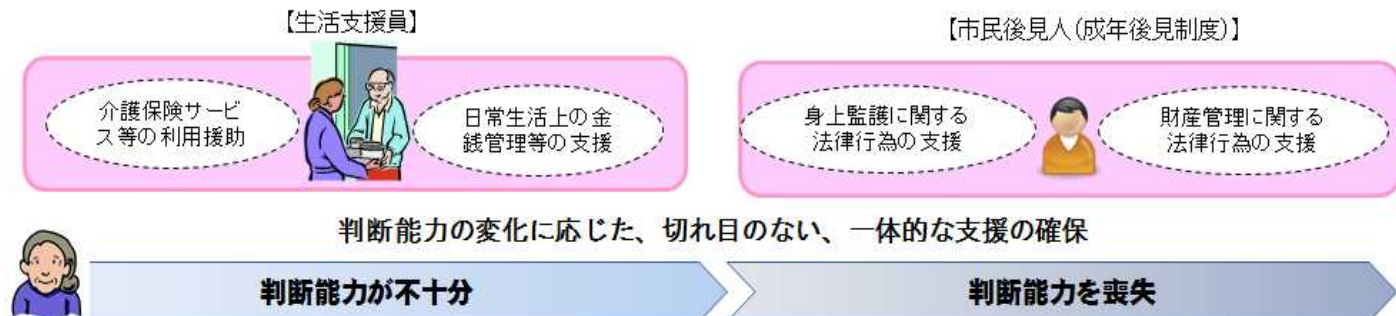 【生活支援員】
【市民後見人(成年後見制度)】
介護保険サービ
ス等の利用援助
日常生活上の金
銭管理等の支援
身上監護に関する
法律行為の支援
財産管理に関する
法律行為の支援
判断能力の変化に応じた、切れ目のない、一体的な支援の確保
判断能力が不十分
判断能力を喪失